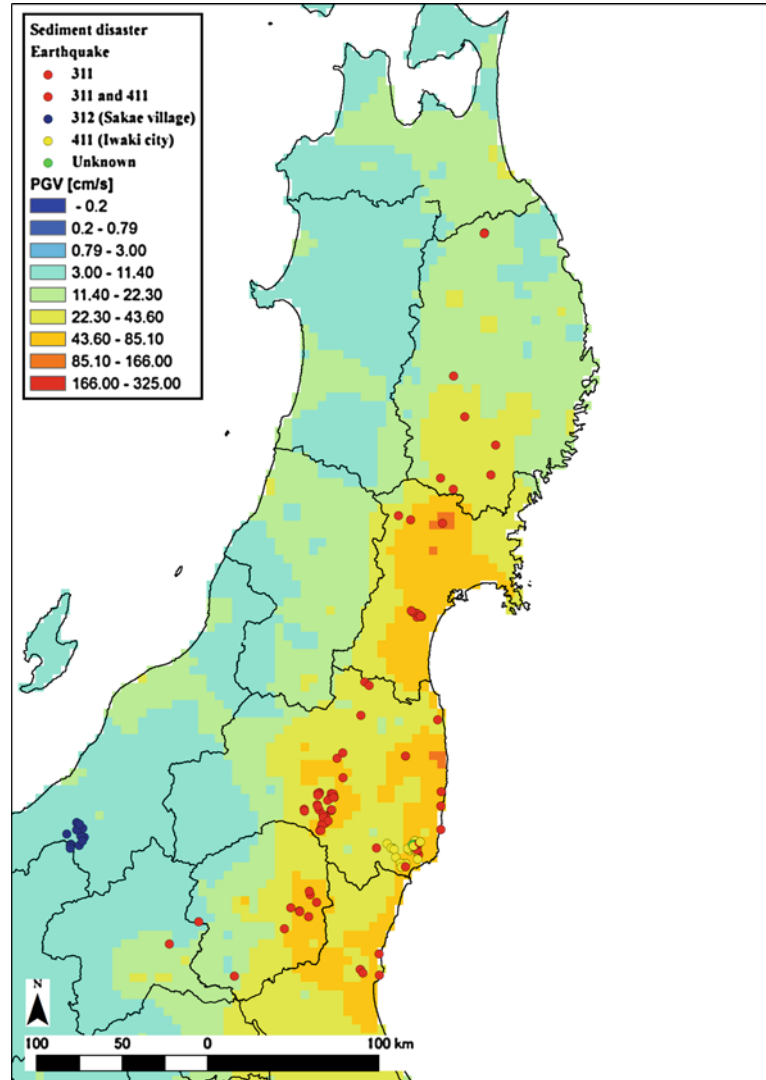 Sediment disaster
Earthquake
311
311 and 411
312 (Sakae village)
411 (Iwaki city)
Unknown
PGV [cm/s]
- 0.2
0.2 - 0.79
0.79 - 3.00
3.00 - 11.40
11.40 - 22.30
22.30 - 43.60
43.60 - 85.10
85.10 - 166.00
166.00 - 325.00
N
100 50 0 100 km